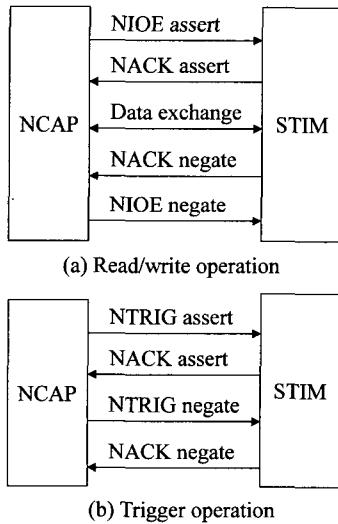 NIOE assert
NACK assert
NCAP
Data exchange
STIM
NACK negate
NIOE negate
(a) Read/write operation
NTRIG assert
NACK assert
NCAP
STIM
NTRIG negate
NACK negate
(b) Trigger operation